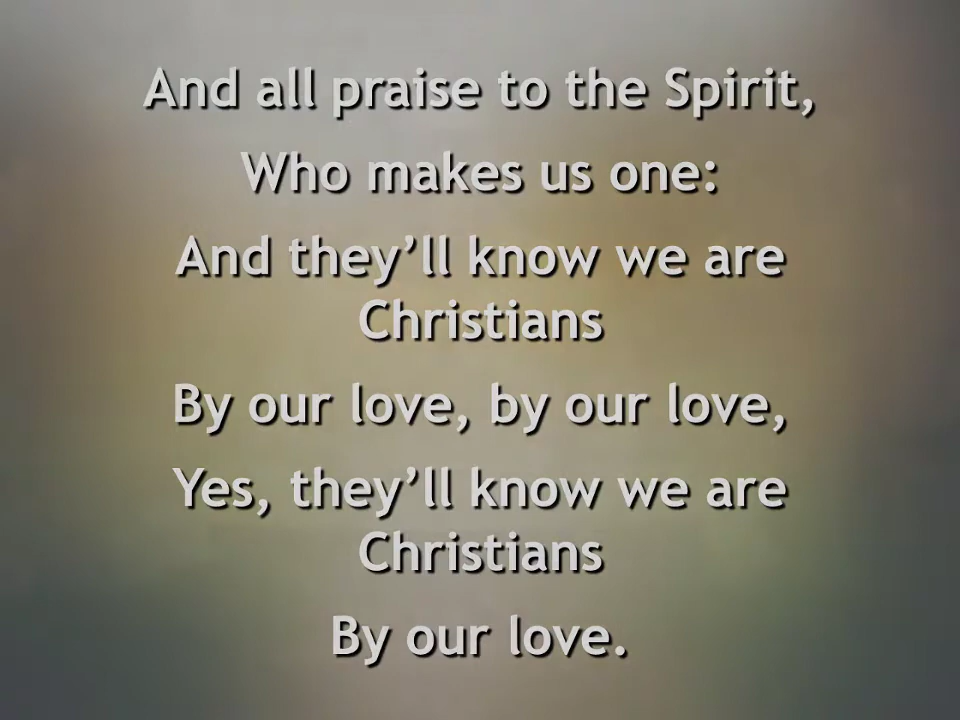 And all praise to the Spirit,
Who makes us one:
And they’ll know we are
Christians
By our love, by our love,
Yes, they’ll know we are
Christians
By our love.